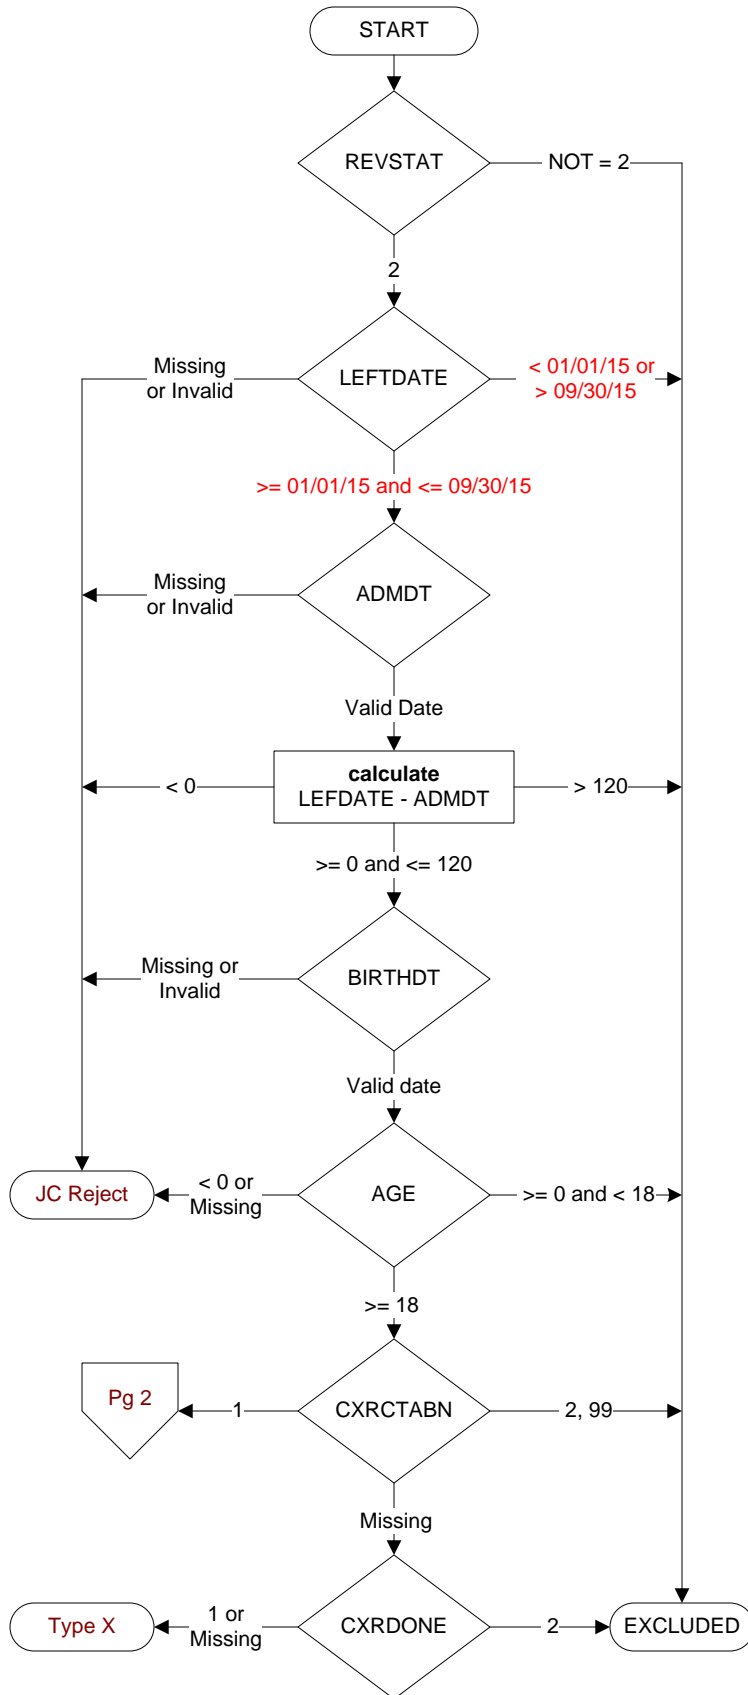 START
REVSTAT
NOT = 2
2
Missing
or Invalid
LEFTDATE
< 01/01/15 or
> 09/30/15
>= 01/01/15 and <= 09/30/15
Missing
or Invalid
ADMDT
Valid Date
< 0
calculate
LEFDATE - ADMDT
> 120
>= 0 and <= 120
Missing or
Invalid
BIRTHDT
Valid date
JC Reject
< 0 or
Missing
AGE
>= 0 and < 18
>= 18
Pg 2
1
CXRCTABN
2, 99
Missing
Type X
1 or
Missing
CXRDONE
2
EXCLUDED